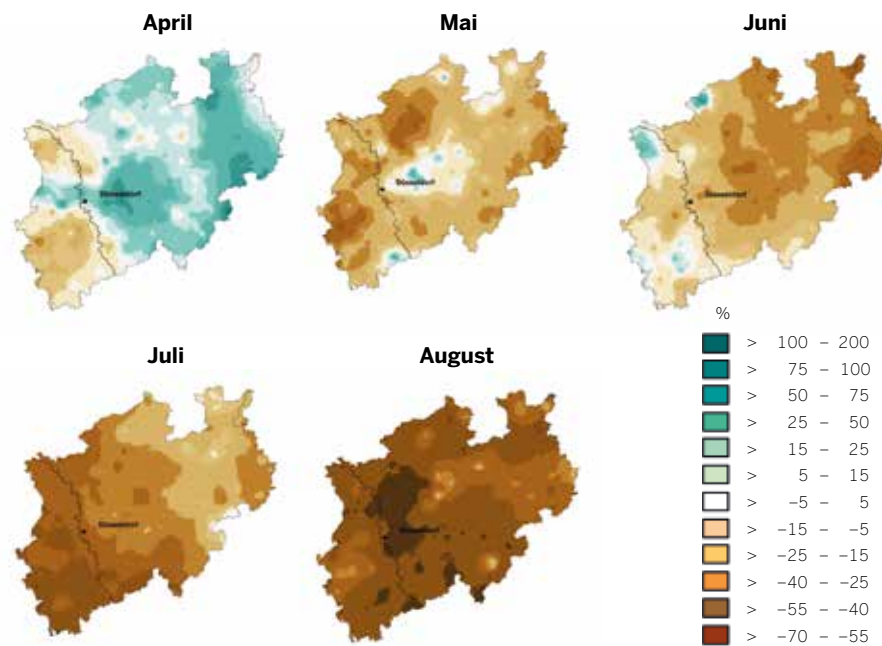 April
Mai
Juni
Düsseldorf
Düsseldorf
Düsseldorf
%
> 100 – 200
> 75 – 100
> 50 – 75
> 25 – 50
> 15 – 25
> 5 – 15
> –5 – 5
> –15 – –5
> –25 – –15
> –40 – –25
> –55 – –40
> –70 – –55
Juli
August
Düsseldorf
Düsseldorf